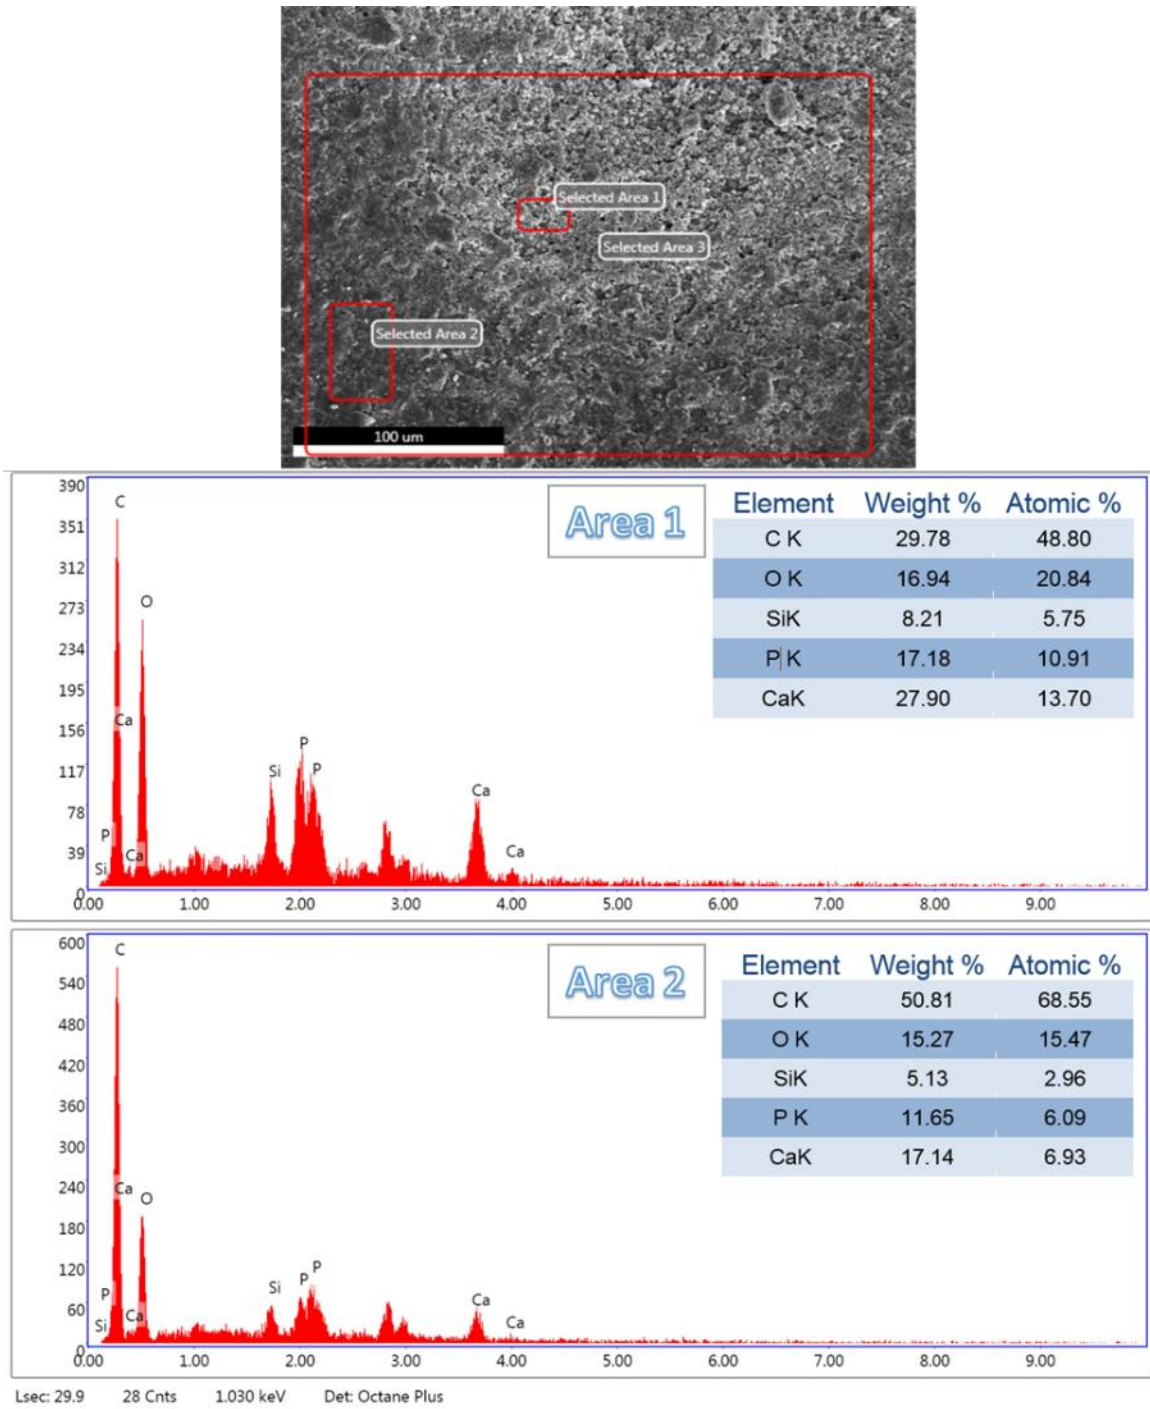 Selected Area 1
Selected Area 3
Selected Area 2
100 um
390
351
312
273
234
195
156
117
78
39
0
C
O
Ca
P
Si
Ca
Si
P
P
Ca
Ca
0.00 1.00 2.00 3.00 4.00 5.00 6.00 7.00 8.00 9.00
Area 1
Element Weight % Atomic %
C K 29.78 48.80
O K 16.94 20.84
SiK 8.21 5.75
P K 17.18 10.91
CaK 27.90 13.70
600
540
480
420
360
300
240
180
120
60
0
C
Ca
O
P
Si
Ca
Si
P
P
Ca
Ca
0.00 1.00 2.00 3.00 4.00 5.00 6.00 7.00 8.00 9.00
Area 2
Element Weight % Atomic %
C K 50.81 68.55
O K 15.27 15.47
SiK 5.13 2.96
P K 11.65 6.09
CaK 17.14 6.93
Lsec: 29.9 28 Cnts 1.030 keV Det: Octane Plus